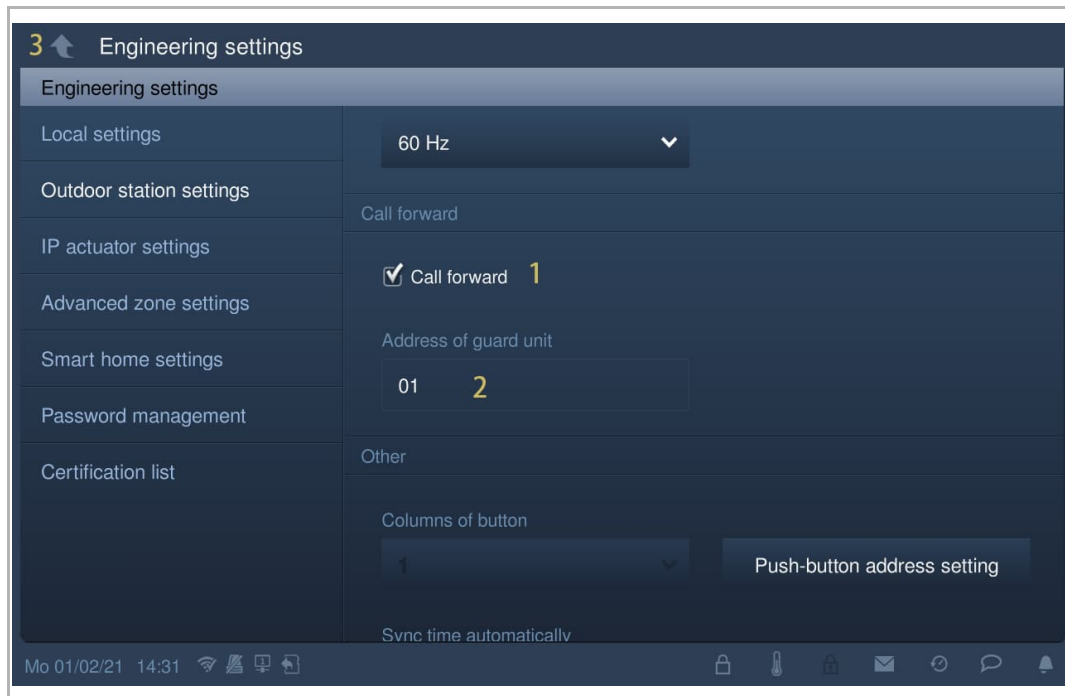 3 Engineering settings
Engineering settings
Local settings
Outdoor station settings
IP actuator settings
Advanced zone settings
Smart home settings
Password management
Certification list
60 Hz
Call forward
Call forward 1
Address of guard unit
01 2
Other
Columns of button
1 Push-button address setting
Sync time automatically
Mo 01/02/21 14:31